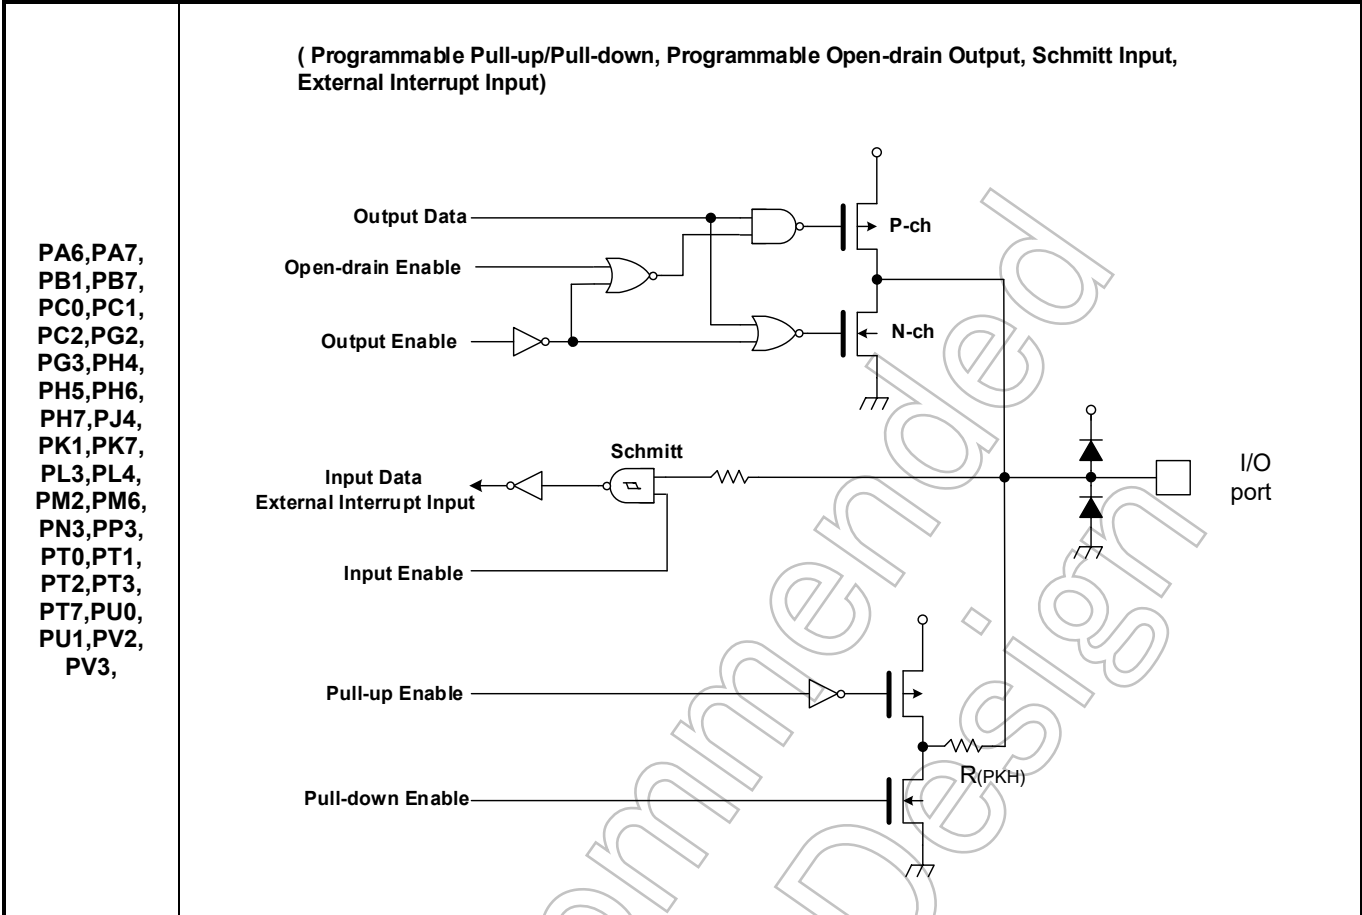 ( Programmable Pull-up/Pull-down, Programmable Open-drain Output, Schmitt Input,
External Interrupt Input)
PA6,PA7,
PB1,PB7,
PC0,PC1,
PC2,PG2,
PG3,PH4,
PH5,PH6,
PH7,PJ4,
PK1,PK7,
PL3,PL4,
PM2,PM6,
PN3,PP3,
PT0,PT1,
PT2,PT3,
PT7,PU0,
PU1,PV2,
PV3,
Output Data
P-ch
Open-drain Enable
Output Enable
N-ch
Schmitt
Input Data
External Interrupt Input
I/O
port
Input Enable
Pull-up Enable
R(PKH)
Pull-down Enable
ommended
Design